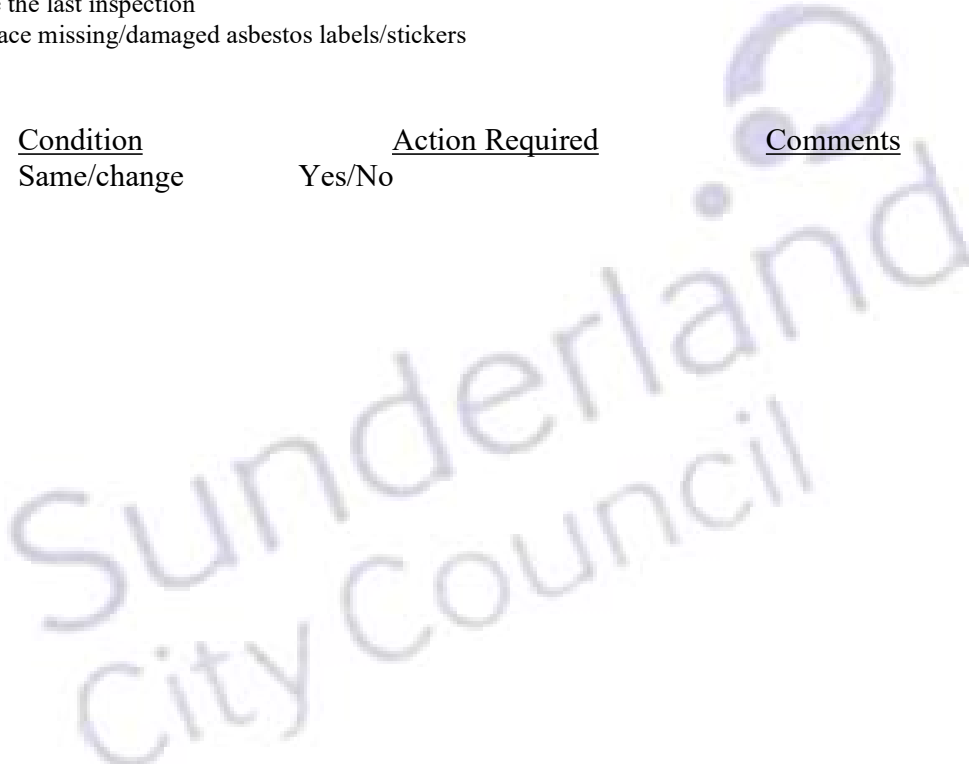 the last inspection
missing/damaged asbestos labels/stickers
Condition Action Required Comments
Same/change Yes/No
Sunderland
City Council